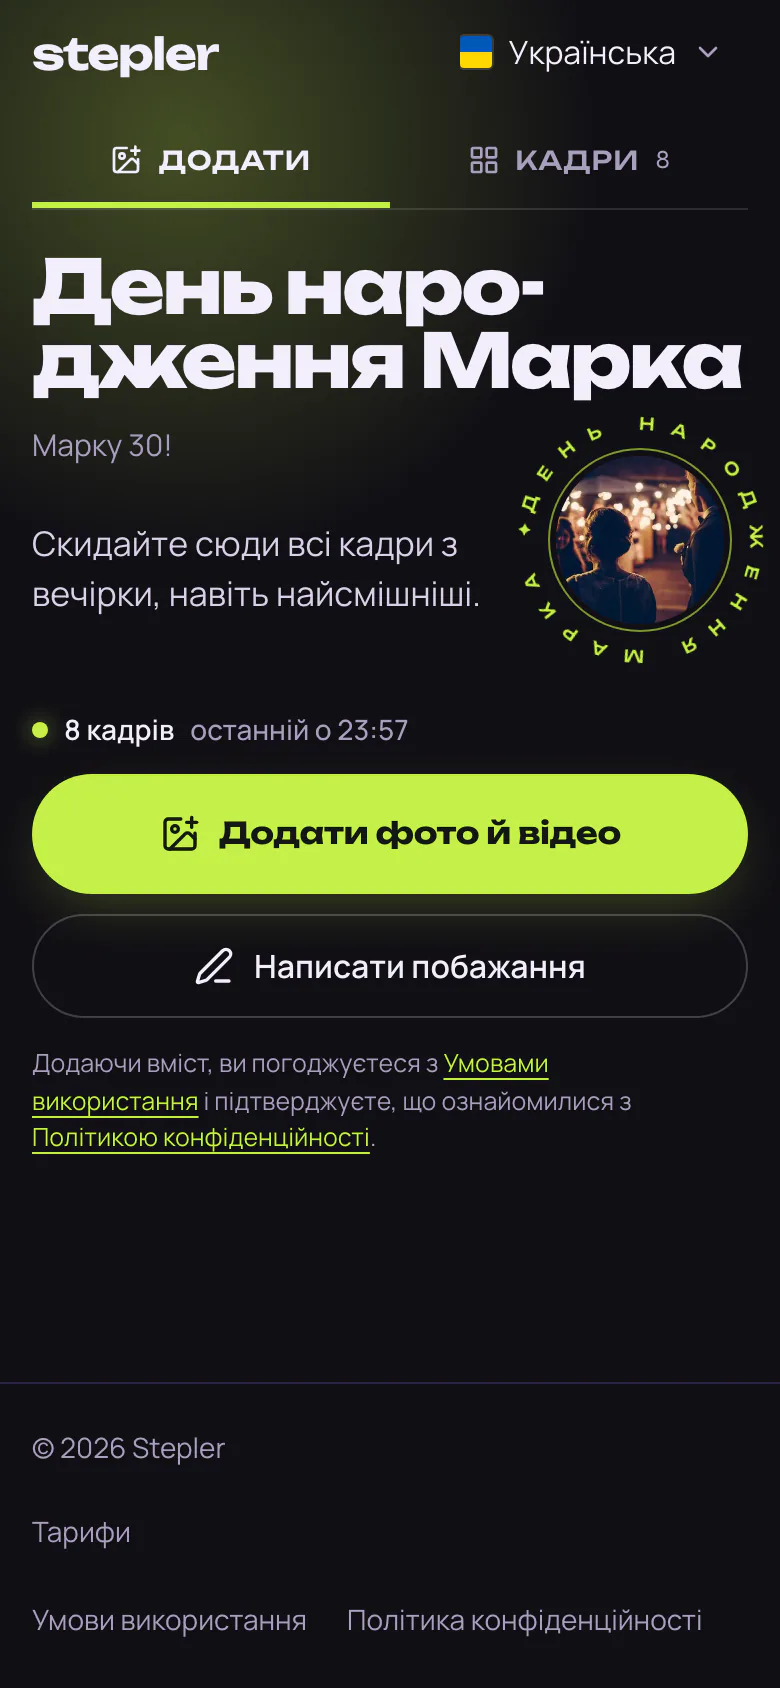 stepler
Українська
ДОДАТИ
КАДРИ 8
День наро-
дження Марка
Марку 30!
ДЕНЬ НАРОДЖЕННЯ МАРКА ✦
Скидайте сюди всі кадри з
вечірки, навіть найсмішніші.
8 кадрів останній о 23:57
Додати фото й відео
Написати побажання
Додаючи вміст, ви погоджуєтеся з Умовами
використання і підтверджуєте, що ознайомилися з
Політикою конфіденційності.
© 2026 Stepler
Тарифи
Умови використання Політика конфіденційності